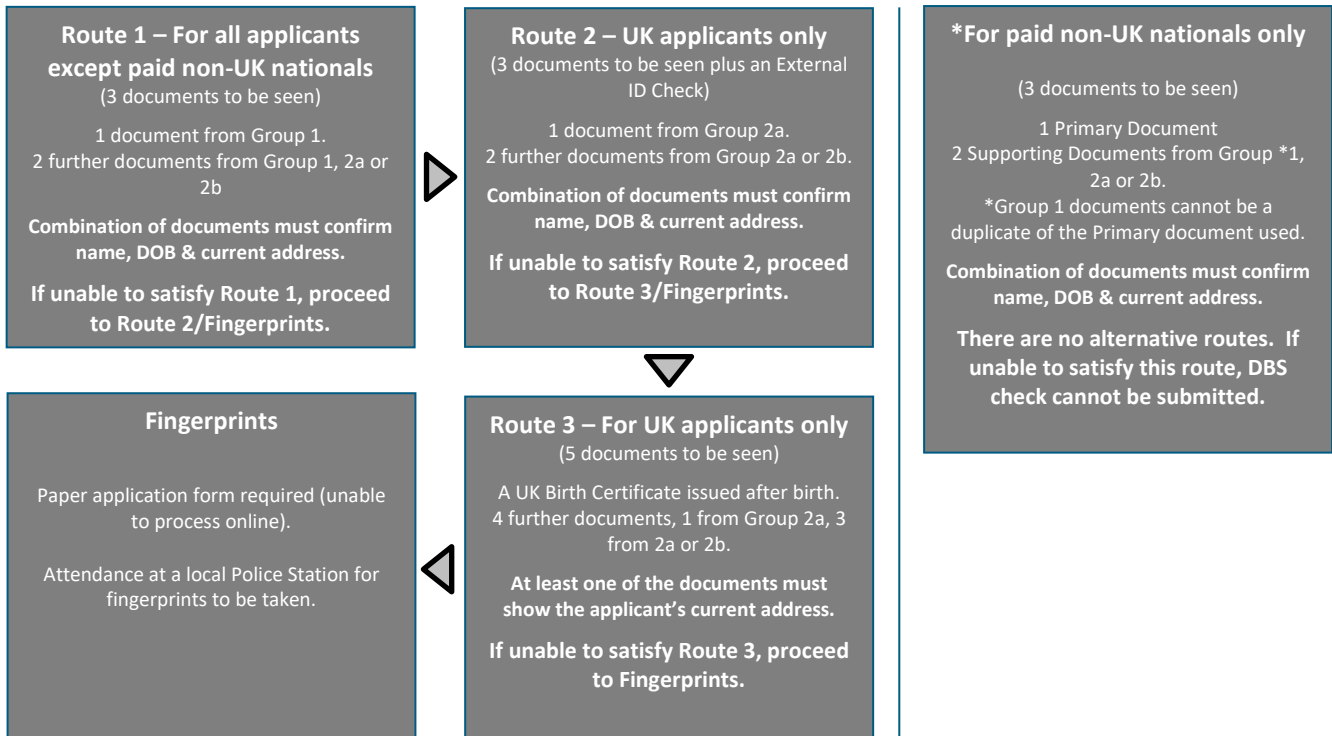 Route 1 – For all applicants
except paid non-UK nationals
(3 documents to be seen)
1 document from Group 1.
2 further documents from Group 1, 2a or
2b
Combination of documents must confirm
name, DOB & current address.
If unable to satisfy Route 1, proceed
to Route 2/Fingerprints.
Route 2 – UK applicants only
(3 documents to be seen plus an External
ID Check)
1 document from Group 2a.
2 further documents from Group 2a or 2b.
Combination of documents must confirm
name, DOB & current address.
If unable to satisfy Route 2, proceed
to Route 3/Fingerprints.
Route 3 – For UK applicants only
(5 documents to be seen)
A UK Birth Certificate issued after birth.
4 further documents, 1 from Group 2a, 3
from 2a or 2b.
At least one of the documents must
show the applicant’s current address.
If unable to satisfy Route 3, proceed
to Fingerprints.
Fingerprints
Paper application form required (unable
to process online).
Attendance at a local Police Station for
fingerprints to be taken.
*For paid non-UK nationals only
(3 documents to be seen)
1 Primary Document
2 Supporting Documents from Group *1,
2a or 2b.
*Group 1 documents cannot be a
duplicate of the Primary document used.
Combination of documents must confirm
name, DOB & current address.
There are no alternative routes.  If
unable to satisfy this route, DBS
check cannot be submitted.